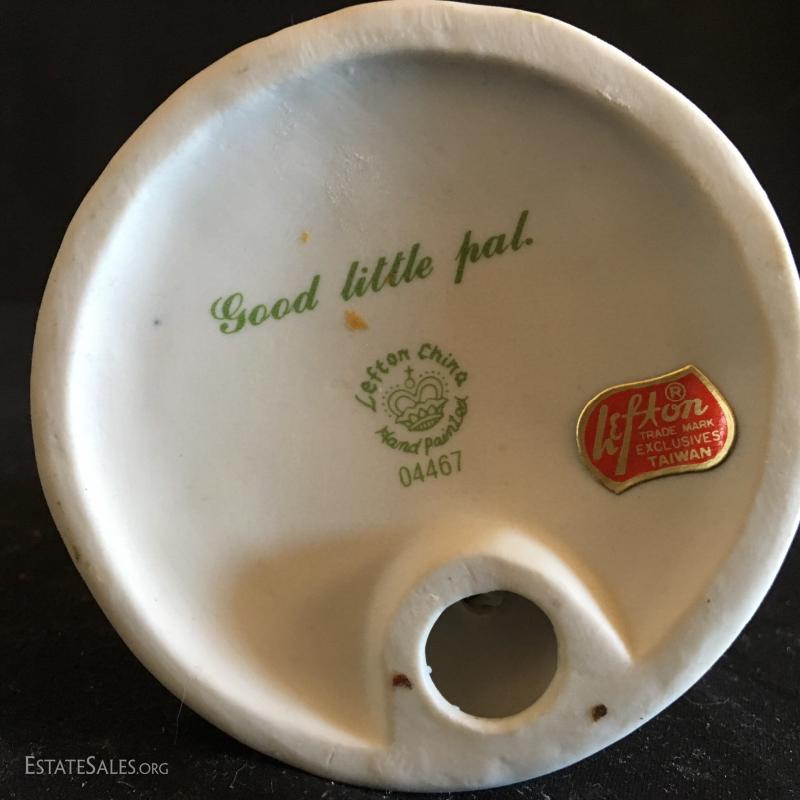 Good little pal.
Lefton China
Hand painted
04467
Lefton ®
TRADE MARK
EXCLUSIVES
TAIWAN
ESTATESALES.ORG